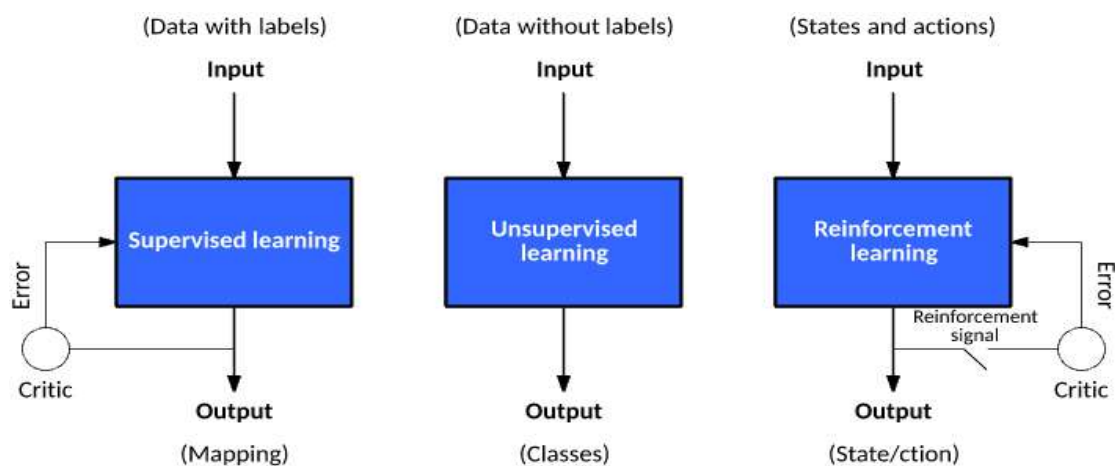 (Data with labels)
Input
Supervised learning
Error
Critic
Output
(Mapping)
(Data without labels)
Input
Unsupervised
learning
Output
(Classes)
(States and actions)
Input
Reinforcement
learning
Error
Reinforcement
signal
Critic
Output
(State/ction)